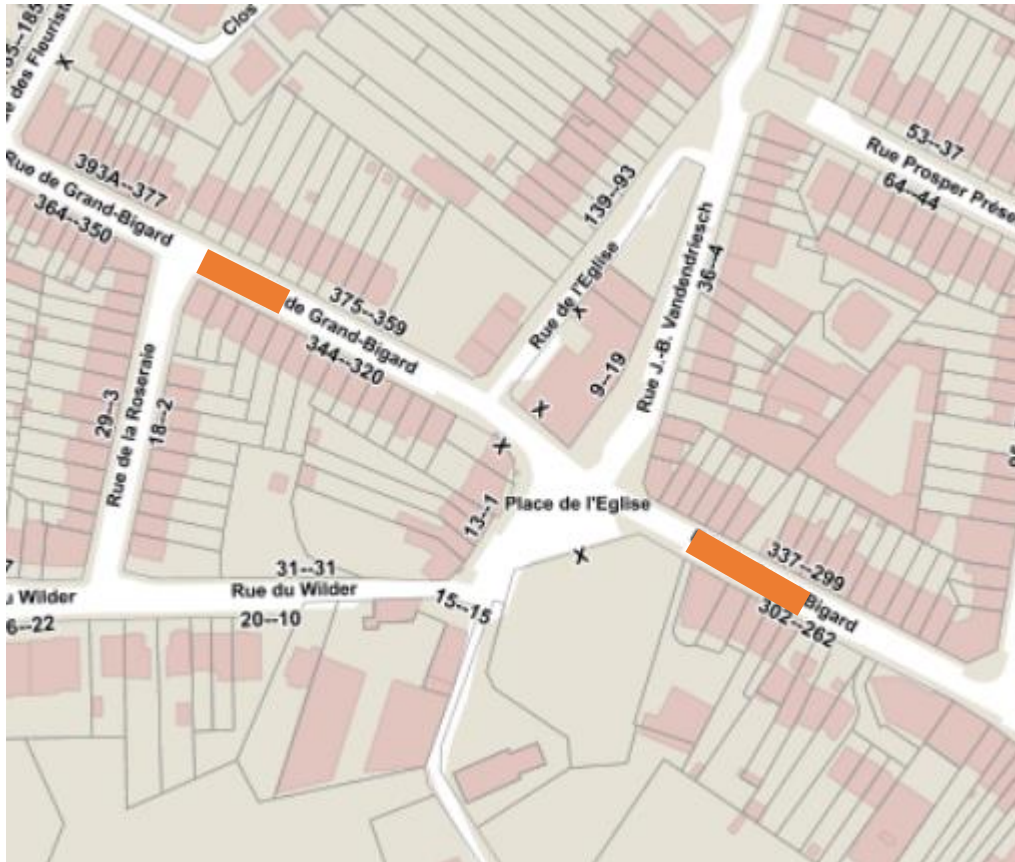 Clos
393A--377
Rue de Grand-Bigard
364--350
53--37
Rue Prosper Prése
64--44
139--93
Rue de l'Eglise
36--4
Rue J.-B. Vandendriesch
9--19
375--359
de Grand-Bigard
344--320
29--3
Rue de la Roseraie
18--2
Place de l'Eglise
13--1
337--299
Bigard
302--262
31--31
Rue du Wilder
20--10
15--15
u Wilder
6--22
e des Fleurist